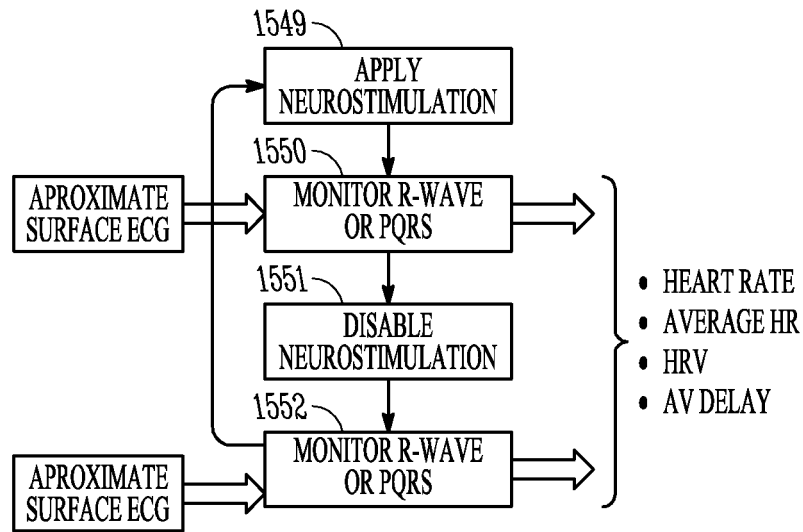 1549
APPLY
NEUROSTIMULATION
1550
APROXIMATE
SURFACE ECG
MONITOR R-WAVE
OR PQRS
1551
DISABLE
NEUROSTIMULATION
• HEART RATE
• AVERAGE HR
• HRV
• AV DELAY
1552
APROXIMATE
SURFACE ECG
MONITOR R-WAVE
OR PQRS